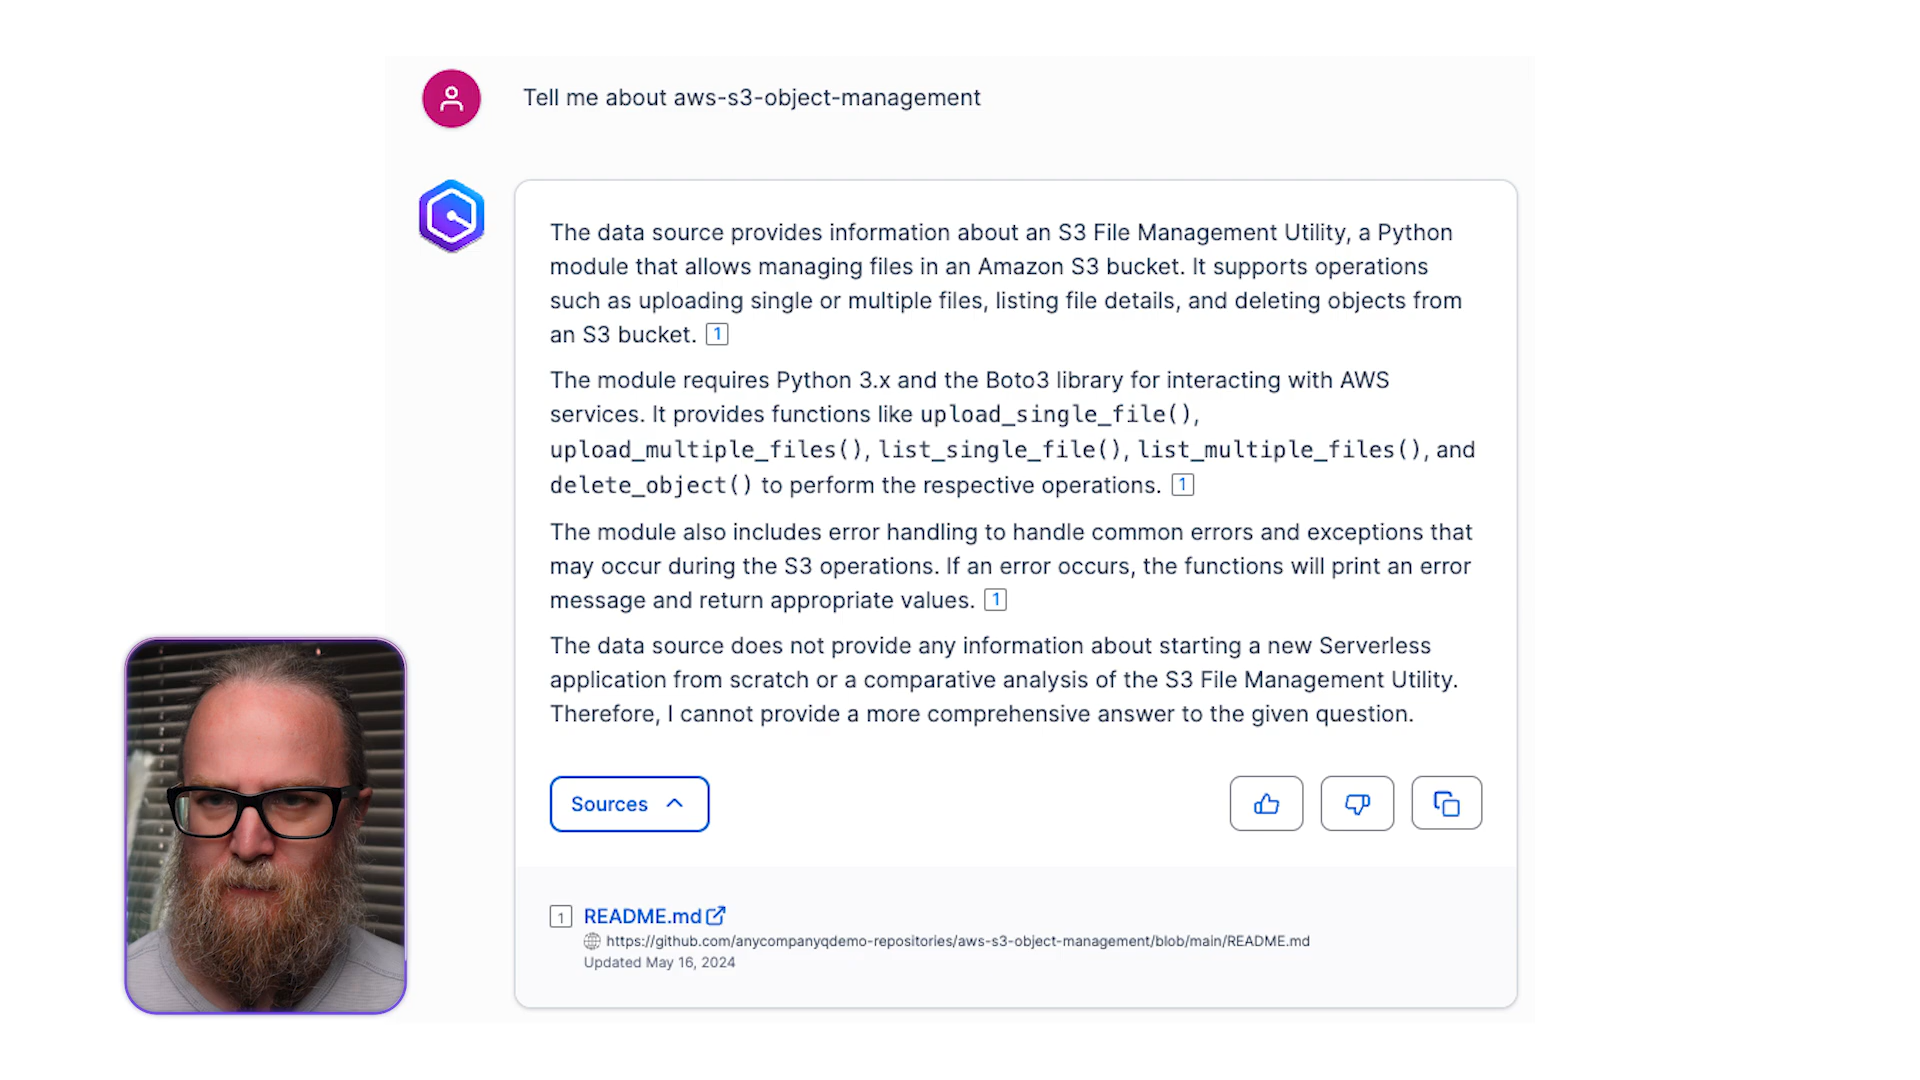 Tell me about aws-s3-object-management
The data source provides information about an S3 File Management Utility, a Python
module that allows managing files in an Amazon S3 bucket. It supports operations
such as uploading single or multiple files, listing file details, and deleting objects from
an S3 bucket. 1
The module requires Python 3.x and the Boto3 library for interacting with AWS
services. It provides functions like upload_single_file(),
upload_multiple_files(), list_single_file(), list_multiple_files(), and
delete_object() to perform the respective operations. 1
The module also includes error handling to handle common errors and exceptions that
may occur during the S3 operations. If an error occurs, the functions will print an error
message and return appropriate values. 1
The data source does not provide any information about starting a new Serverless
application from scratch or a comparative analysis of the S3 File Management Utility.
Therefore, I cannot provide a more comprehensive answer to the given question.
Sources
1 README.md
https://github.com/anycompanyqdemo-repositories/aws-s3-object-management/blob/main/README.md
Updated May 16, 2024